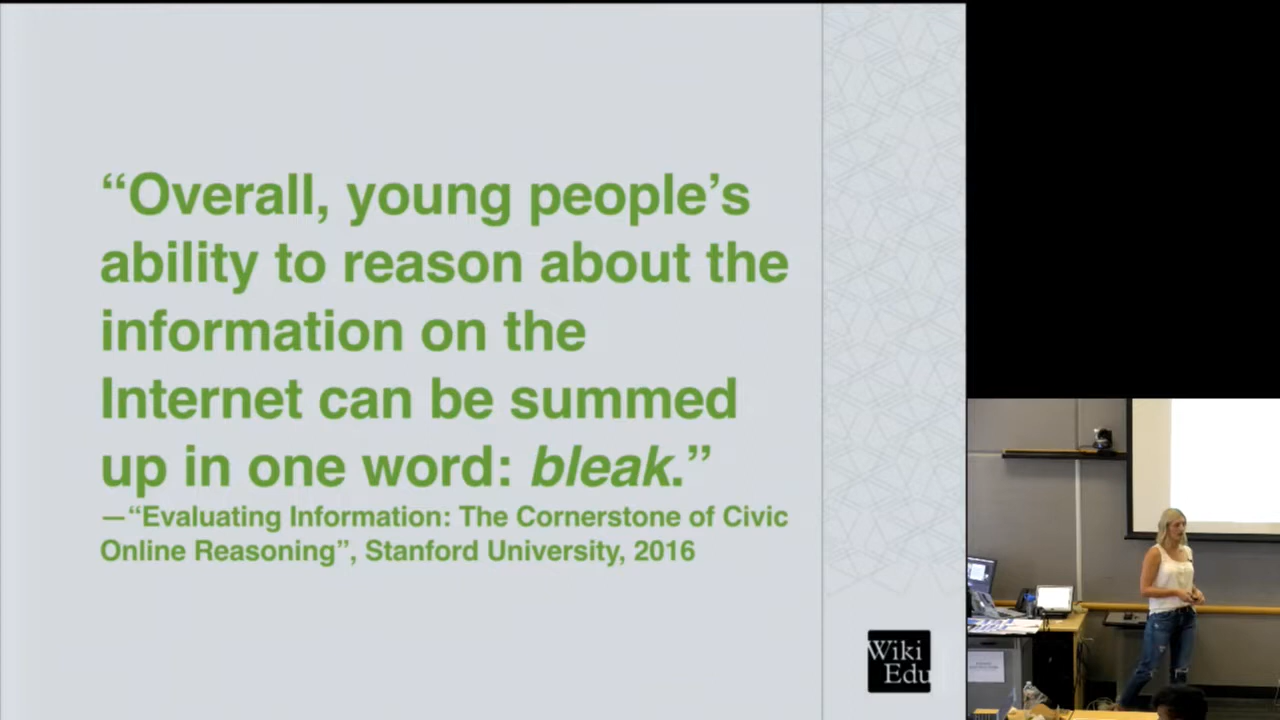 “Overall, young people’s
ability to reason about the
information on the
Internet can be summed
up in one word: bleak.”
—“Evaluating Information: The Cornerstone of Civic
Online Reasoning”, Stanford University, 2016
Wiki
Edu